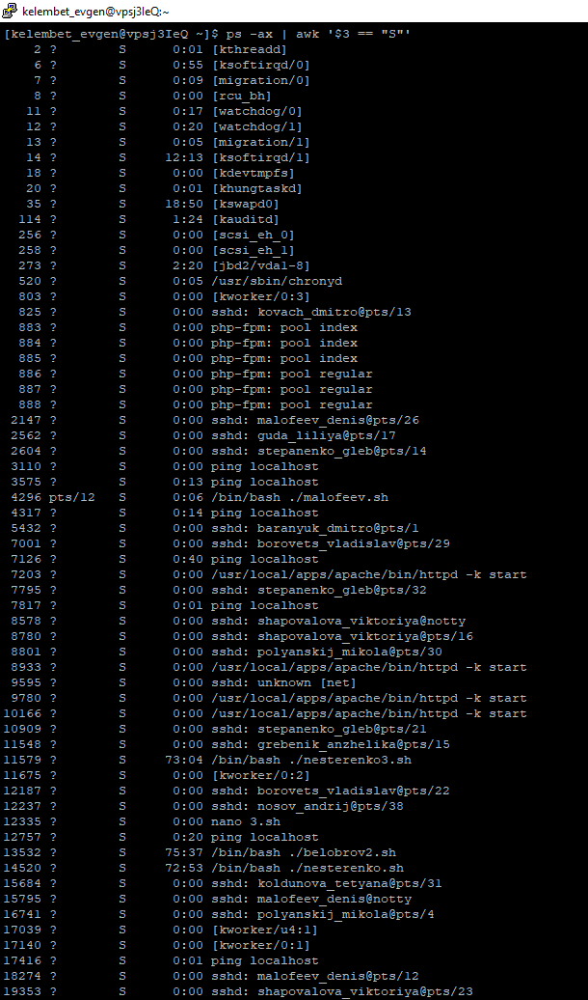 kelembet_evgen@vpsj3IeQ:~
[kelembet_evgen@vpsj3IeQ ~]$ ps -ax | awk '$3 == "S"'
2 ? S 0:01 [kthreadd]
6 ? S 0:55 [ksoftirqd/0]
7 ? S 0:09 [migration/0]
8 ? S 0:00 [rcu_bh]
11 ? S 0:17 [watchdog/0]
12 ? S 0:20 [watchdog/1]
13 ? S 0:05 [migration/1]
14 ? S 12:13 [ksoftirqd/1]
18 ? S 0:00 [kdevtmpfs]
20 ? S 0:01 [khungtaskd]
35 ? S 18:50 [kswapd0]
114 ? S 1:24 [kauditd]
256 ? S 0:00 [scsi_eh_0]
258 ? S 0:00 [scsi_eh_1]
273 ? S 2:20 [jbd2/vda1-8]
520 ? S 0:05 /usr/sbin/chronyd
803 ? S 0:00 [kworker/0:3]
825 ? S 0:00 sshd: kovach_dmitro@pts/13
883 ? S 0:00 php-fpm: pool index
884 ? S 0:00 php-fpm: pool index
885 ? S 0:00 php-fpm: pool index
886 ? S 0:00 php-fpm: pool regular
887 ? S 0:00 php-fpm: pool regular
888 ? S 0:00 php-fpm: pool regular
2147 ? S 0:00 sshd: malofeev_denis@pts/26
2562 ? S 0:00 sshd: guda_liliya@pts/17
2604 ? S 0:00 sshd: stepanenko_gleb@pts/14
3110 ? S 0:00 ping localhost
3575 ? S 0:13 ping localhost
4296 pts/12 S 0:06 /bin/bash ./malofeev.sh
4317 ? S 0:14 ping localhost
5432 ? S 0:00 sshd: baranyuk_dmitro@pts/1
7001 ? S 0:00 sshd: borovets_vladislav@pts/29
7126 ? S 0:40 ping localhost
7203 ? S 0:00 /usr/local/apps/apache/bin/httpd -k start
7795 ? S 0:00 sshd: stepanenko_gleb@pts/32
7817 ? S 0:01 ping localhost
8578 ? S 0:00 sshd: shapovalova_viktoriya@notty
8780 ? S 0:00 sshd: shapovalova_viktoriya@pts/16
8801 ? S 0:00 sshd: polyanskij_mikola@pts/30
8933 ? S 0:00 /usr/local/apps/apache/bin/httpd -k start
9595 ? S 0:00 sshd: unknown [net]
9780 ? S 0:00 /usr/local/apps/apache/bin/httpd -k start
10166 ? S 0:00 /usr/local/apps/apache/bin/httpd -k start
10909 ? S 0:00 sshd: stepanenko_gleb@pts/21
11548 ? S 0:00 sshd: grebenik_anzhelika@pts/15
11579 ? S 73:04 /bin/bash ./nesterenko3.sh
11675 ? S 0:00 [kworker/0:2]
12187 ? S 0:00 sshd: borovets_vladislav@pts/22
12237 ? S 0:00 sshd: nosov_andrij@pts/38
12335 ? S 0:00 nano 3.sh
12757 ? S 0:20 ping localhost
13532 ? S 75:37 /bin/bash ./belobrov2.sh
14520 ? S 72:53 /bin/bash ./nesterenko.sh
15684 ? S 0:00 sshd: koldunova_tetyana@pts/31
15795 ? S 0:00 sshd: malofeev_denis@notty
16741 ? S 0:00 sshd: polyanskij_mikola@pts/4
17039 ? S 0:00 [kworker/u4:1]
17140 ? S 0:00 [kworker/0:1]
17416 ? S 0:01 ping localhost
18274 ? S 0:00 sshd: malofeev_denis@pts/12
19353 ? S 0:00 sshd: shapovalova_viktoriya@pts/23